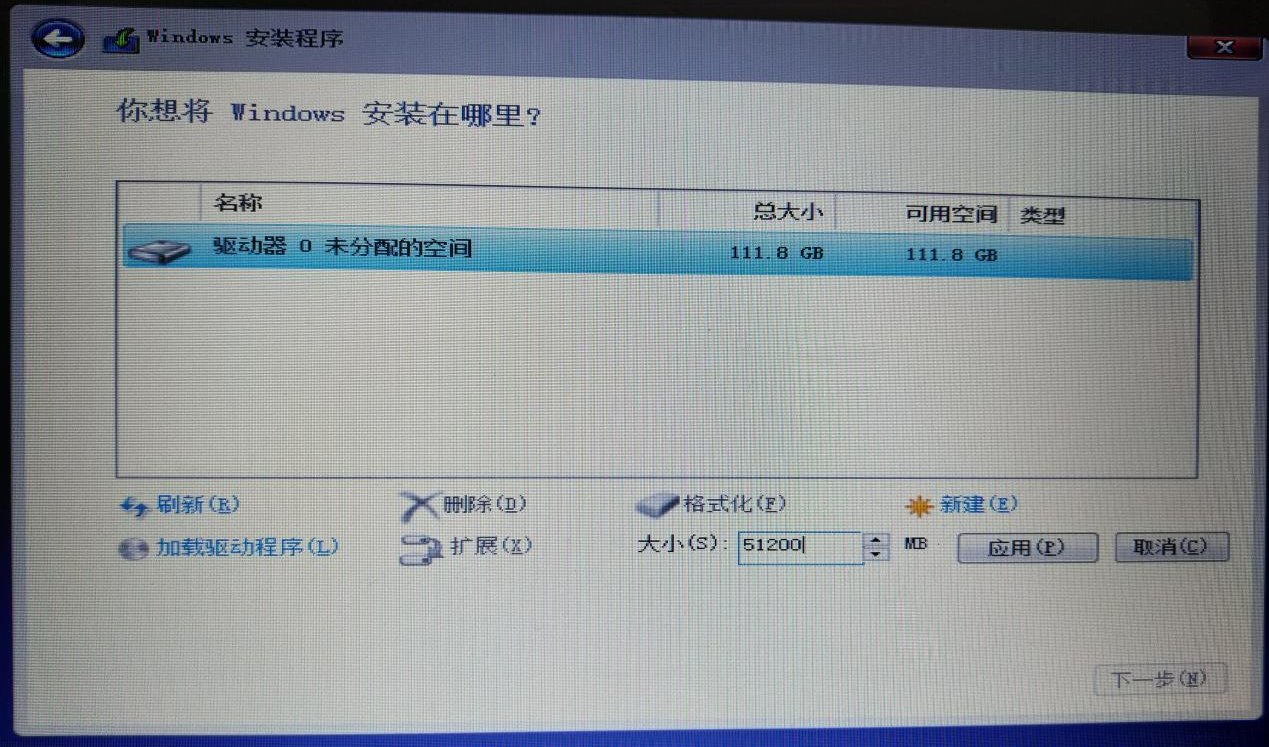 Windows 安装程序
你想将 Windows 安装在哪里?
名称 总大小 可用空间 类型
驱动器 0 未分配的空间 111.8 GB 111.8 GB
刷新(R) 删除(D) 格式化(F) 新建(E)
加载驱动程序(L) 扩展(X) 大小(S): 51200 MB 应用(P) 取消(C)
下一步(N)